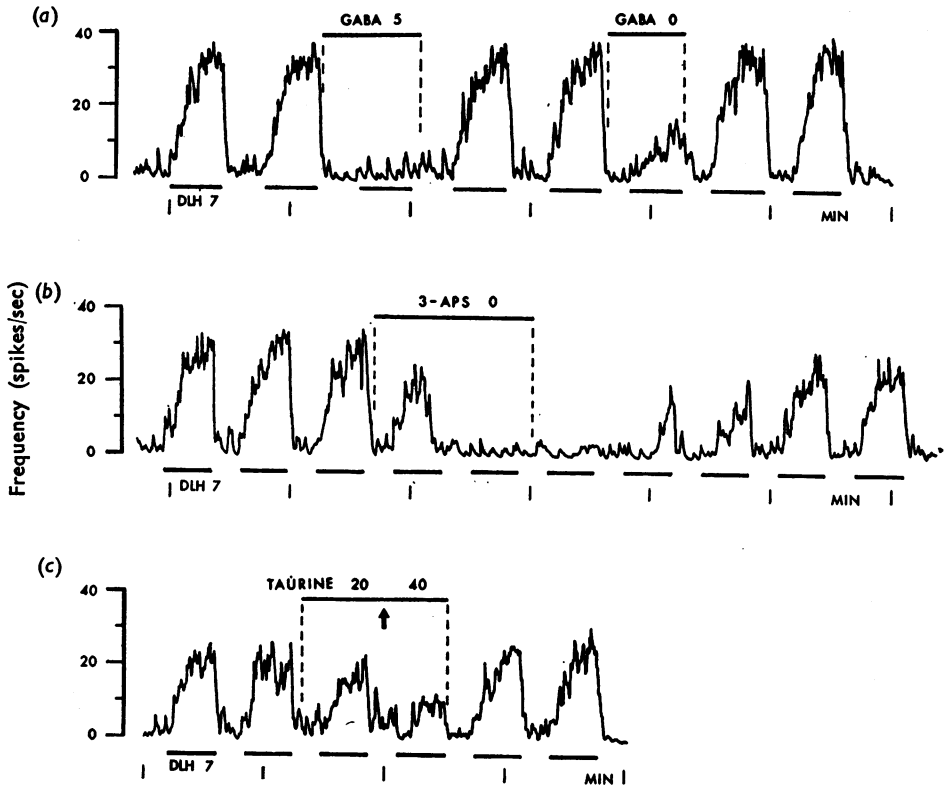 (a)
GABA 5 GABA 0
40
20
0
DLH 7 MIN
Frequency (spikes/sec)
(b)
3-APS 0
40
20
0
DLH 7 MIN
(c)
TAURINE 20 40
40
20
0
DLH 7 MIN